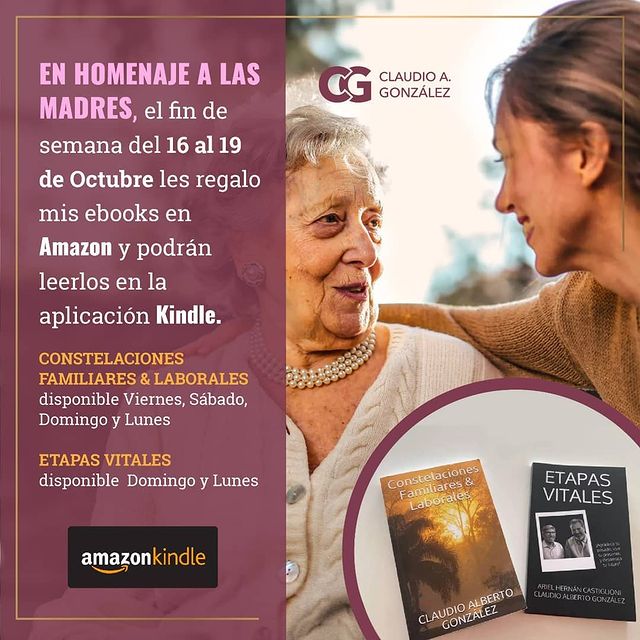 EN HOMENAJE A LAS
MADRES, el fin de
semana del 16 al 19
de Octubre les regalo
mis ebooks en
Amazon y podrán
leerlos en la
aplicación Kindle.
CONSTELACIONES
FAMILIARES & LABORALES
disponible Viernes, Sábado,
Domingo y Lunes
ETAPAS VITALES
disponible Domingo y Lunes
amazonkindle
CG CLAUDIO A.
GONZÁLEZ
Constelaciones
Familiares &
Laborales
CLAUDIO ALBERTO
GONZÁLEZ
ETAPAS
VITALES
ARIEL HERNÁN CASTIGLIONI
CLAUDIO ALBERTO GONZÁLEZ